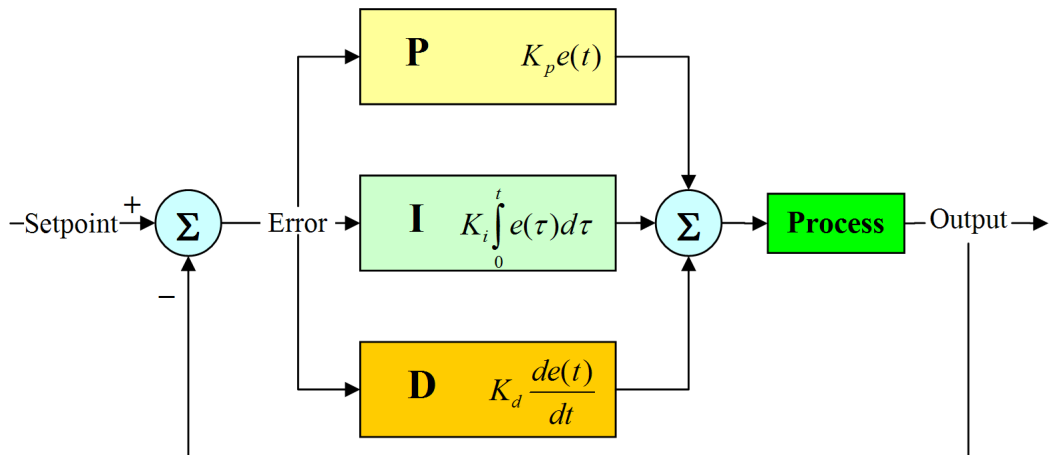 P K_p e(t)
Setpoint + Σ Error I K_i ∫_0^t e(τ)dτ Σ Process Output
−
D K_d de(t)/dt